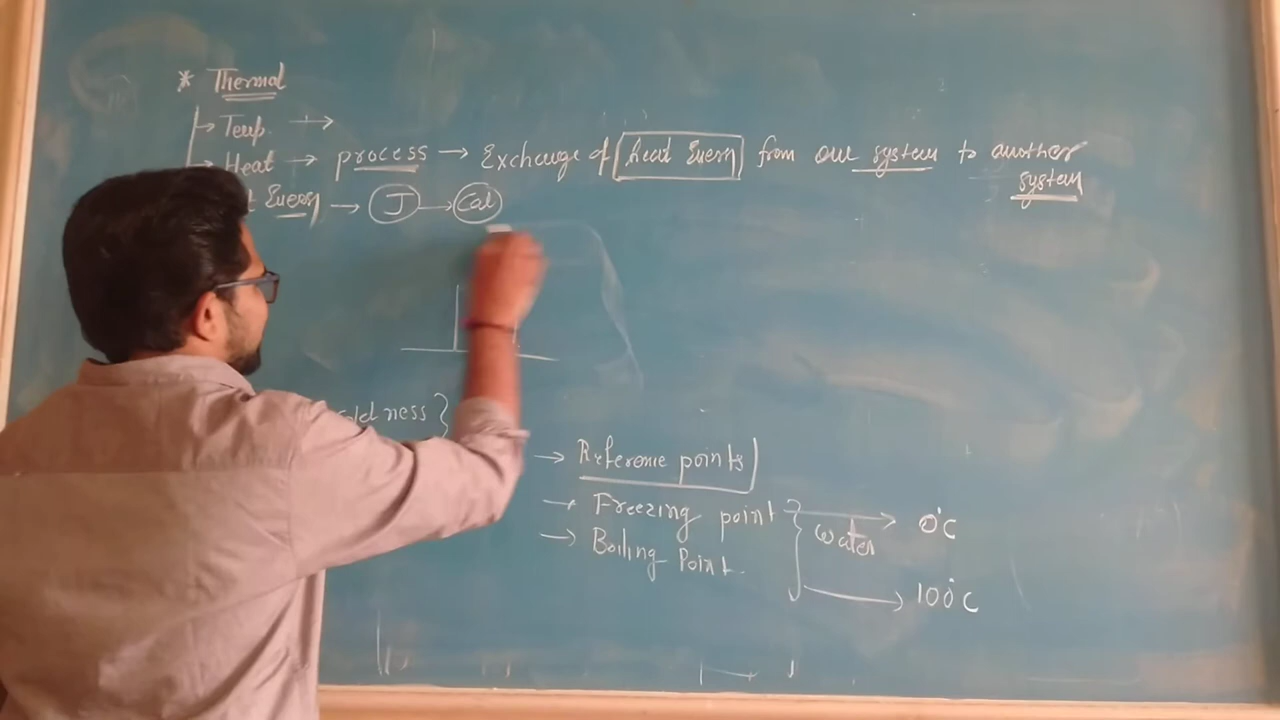 * Thermal
Temp. →
Heat → process → Exchange of Heat Energy from one system to another
system
Energy → J → Cal
oldness }
→ Reference points
→ Freezing point → 0°C
water
→ Boiling Point. → 100°C